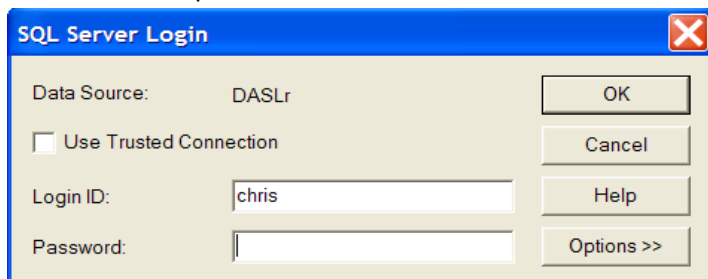 SQL Server Login
Data Source: DASLr OK
Use Trusted Connection Cancel
Login ID: chris Help
Password: Options >>